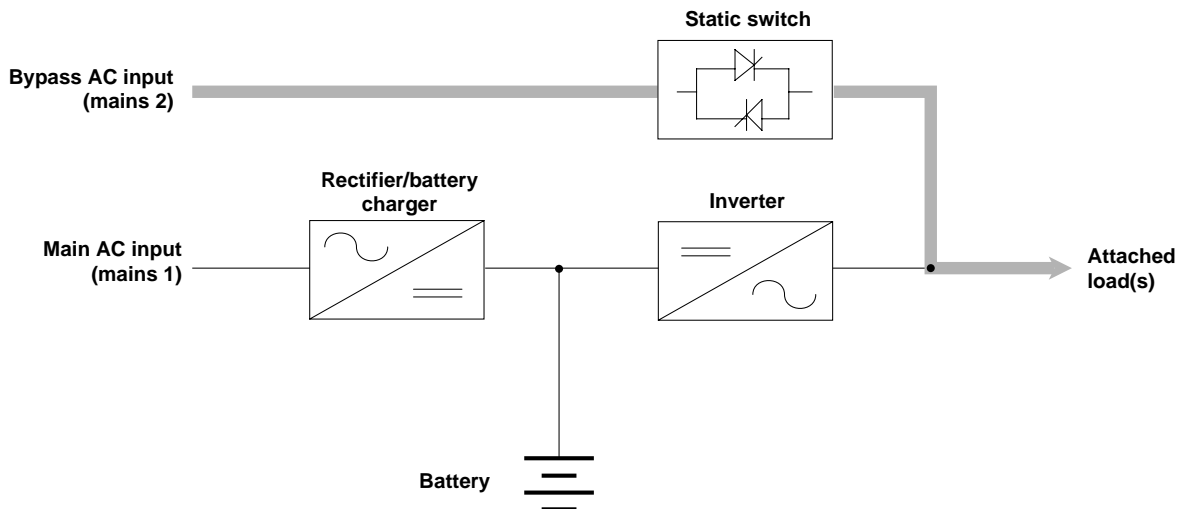 Static switch
Bypass AC input
(mains 2)
Rectifier/battery
charger
Inverter
Main AC input
(mains 1)
Attached
load(s)
Battery